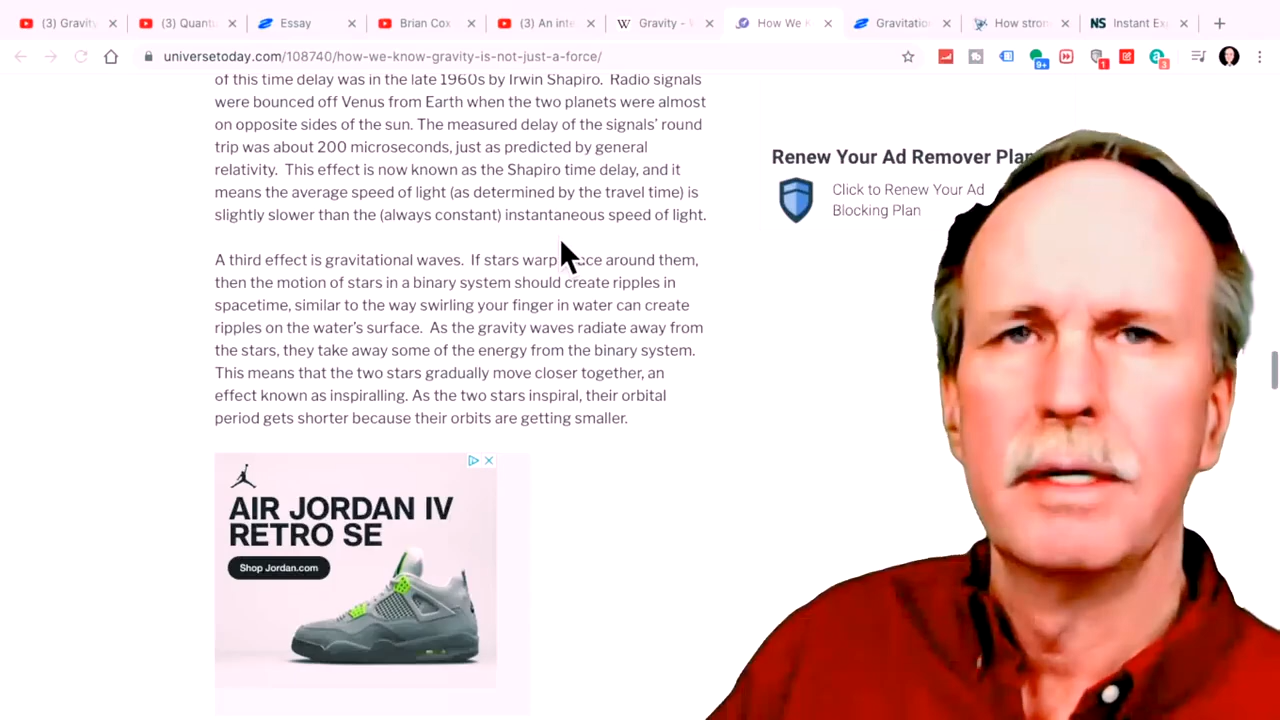 (3) Gravity
(3) Quant
Essay
Brian Cox
(3) An inte
Gravity -
How We K
Gravitatio
How stron
NS Instant Ex
universetoday.com/108740/how-we-know-gravity-is-not-just-a-force/
9+
1
3
of this time delay was in the late 1960s by Irwin Shapiro. Radio signals
were bounced off Venus from Earth when the two planets were almost
on opposite sides of the sun. The measured delay of the signals' round
trip was about 200 microseconds, just as predicted by general
relativity. This effect is now known as the Shapiro time delay, and it
means the average speed of light (as determined by the travel time) is
slightly slower than the (always constant) instantaneous speed of light.
A third effect is gravitational waves. If stars warp ce around them,
then the motion of stars in a binary system should create ripples in
spacetime, similar to the way swirling your finger in water can create
ripples on the water's surface. As the gravity waves radiate away from
the stars, they take away some of the energy from the binary system.
This means that the two stars gradually move closer together, an
effect known as inspiralling. As the two stars inspiral, their orbital
period gets shorter because their orbits are getting smaller.
Renew Your Ad Remover Plan
Click to Renew Your Ad
Blocking Plan
AIR JORDAN IV
RETRO SE
Shop Jordan.com